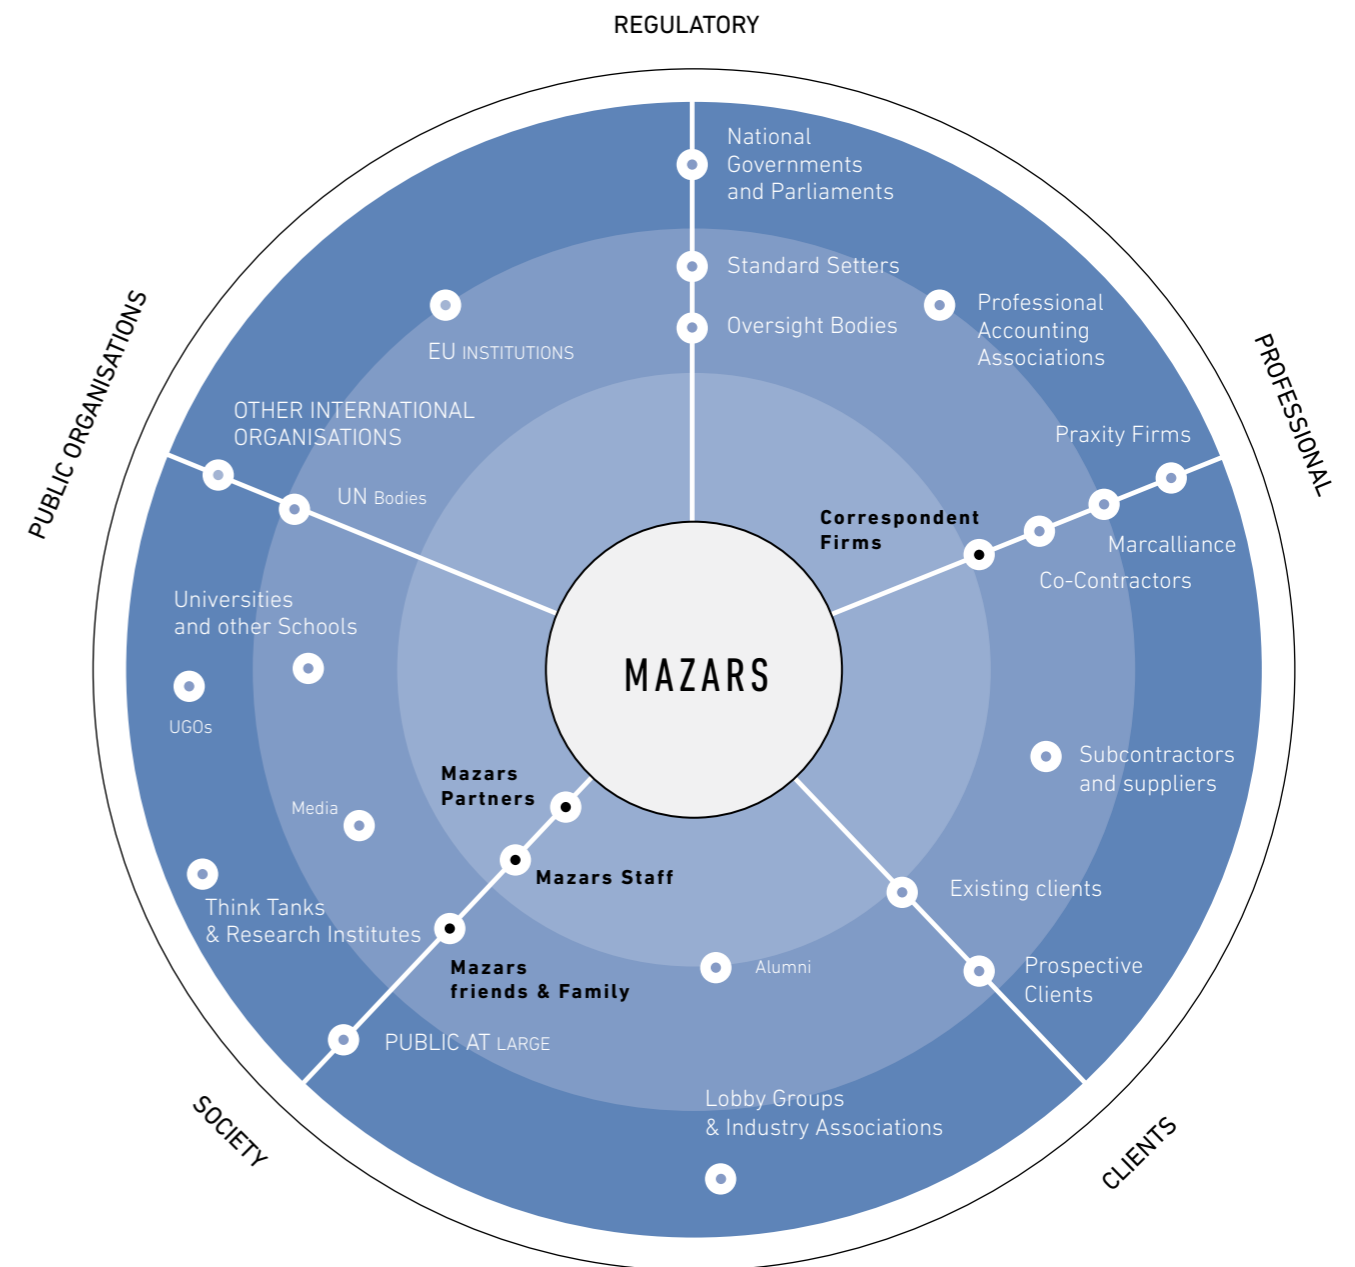 REGULATORY
National
Governments
and Parliaments
Standard Setters
Oversight Bodies
Professional
Accounting
Associations
EU INSTITUTIONS
PUBLIC ORGANISATIONS
PROFESSIONAL
OTHER INTERNATIONAL
ORGANISATIONS
UN Bodies
Praxity Firms
Correspondent
Firms
Marcalliance
Co-Contractors
Universities
and other Schools
UGOs
MAZARS
Mazars
Partners
Media
Mazars Staff
Subcontractors
and suppliers
Existing clients
Think Tanks
& Research Institutes
Mazars
friends & Family
Alumni
Prospective
Clients
PUBLIC AT LARGE
Lobby Groups
& Industry Associations
SOCIETY
CLIENTS